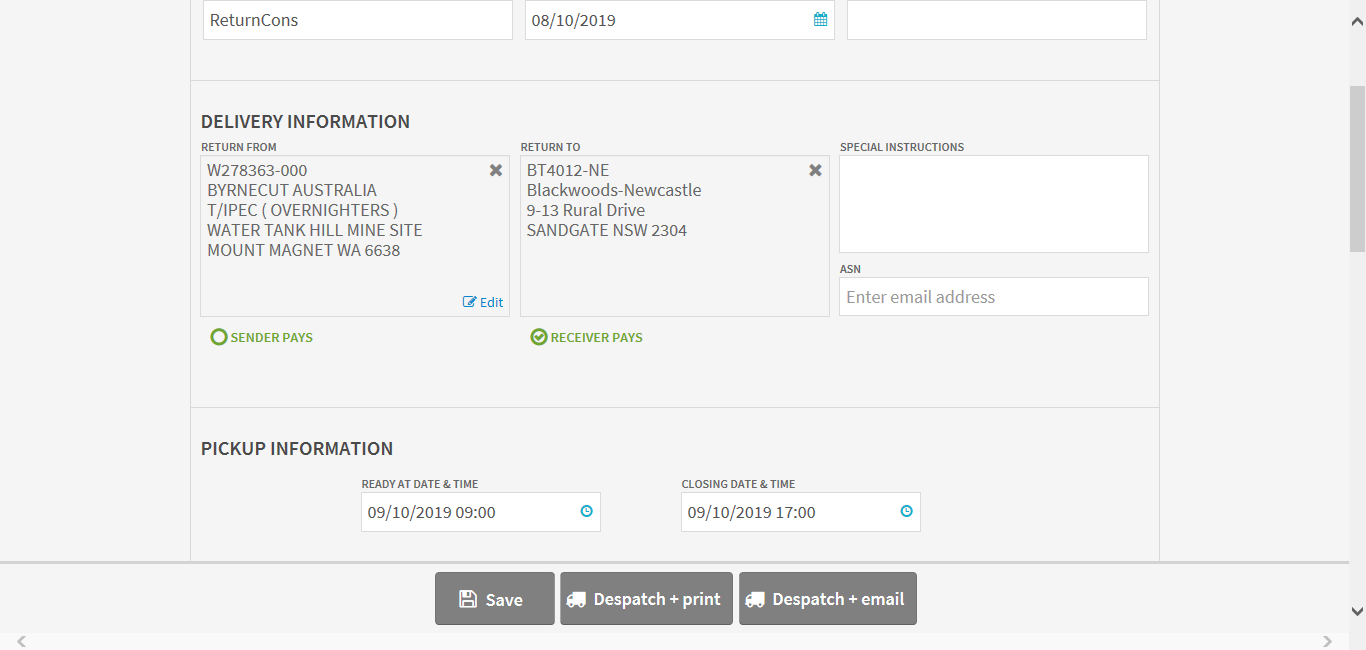 ReturnCons
08/10/2019
DELIVERY INFORMATION
RETURN FROM
W278363-000
BYRNECUT AUSTRALIA
T/IPEC ( OVERNIGHTERS )
WATER TANK HILL MINE SITE
MOUNT MAGNET WA 6638
Edit
SENDER PAYS
RETURN TO
BT4012-NE
Blackwoods-Newcastle
9-13 Rural Drive
SANDGATE NSW 2304
RECEIVER PAYS
SPECIAL INSTRUCTIONS
ASN
Enter email address
PICKUP INFORMATION
READY AT DATE & TIME
09/10/2019 09:00
CLOSING DATE & TIME
09/10/2019 17:00
Save
Despatch + print
Despatch + email